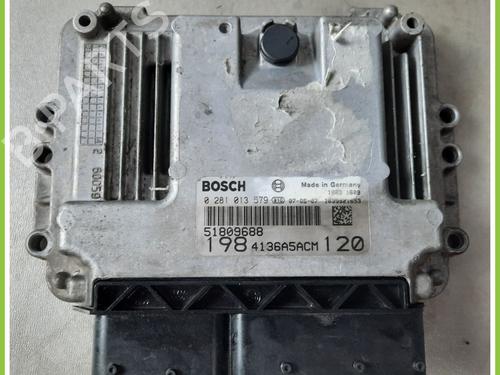 B-PARTS
BOSCH
Made in Germany
0 281 013 579
51809688
198 4136A5ACM 120